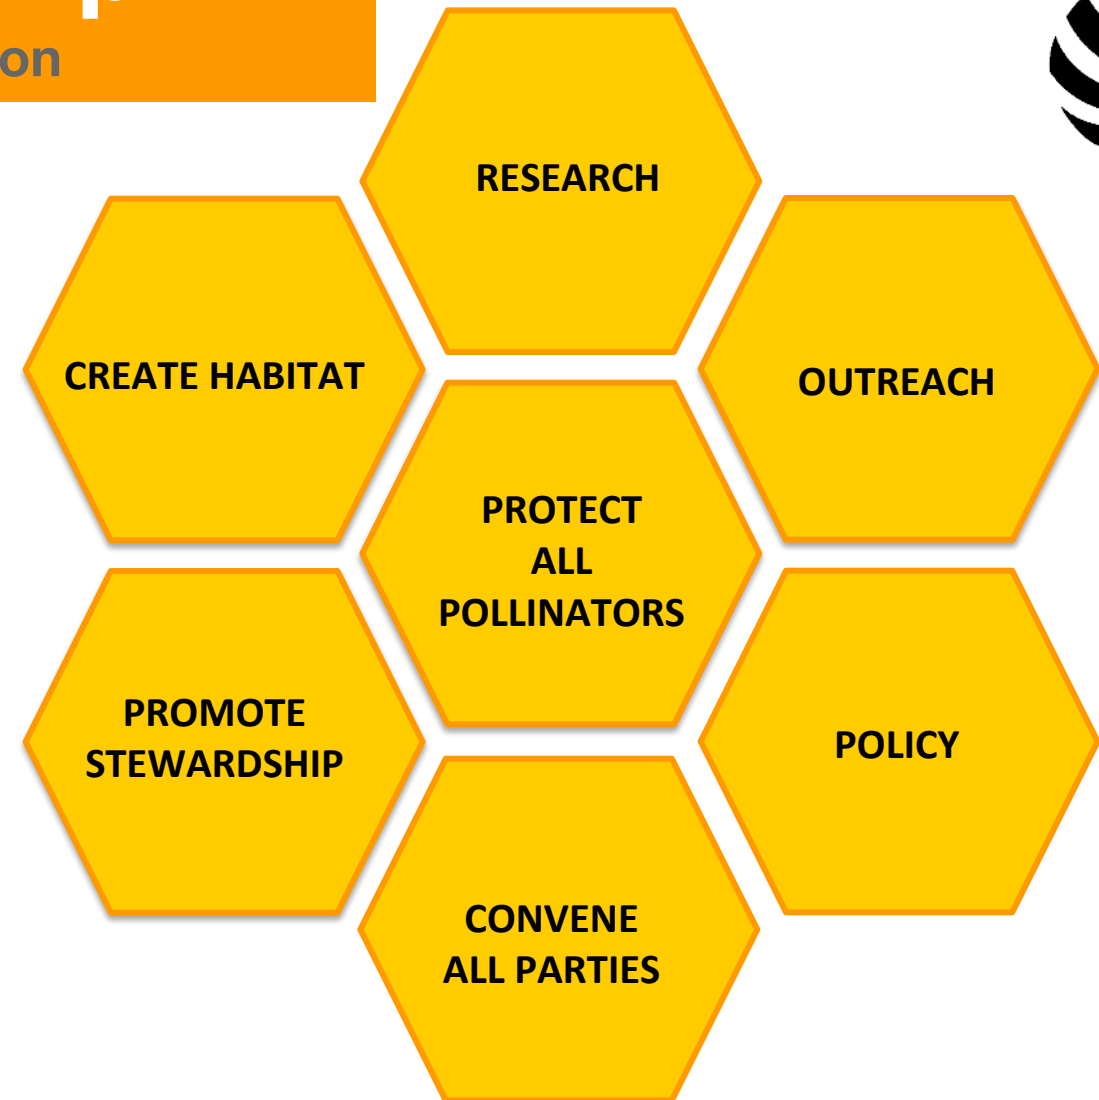 on
RESEARCH
CREATE HABITAT
OUTREACH
PROTECT
ALL
POLLINATORS
PROMOTE
STEWARDSHIP
POLICY
CONVENE
ALL PARTIES